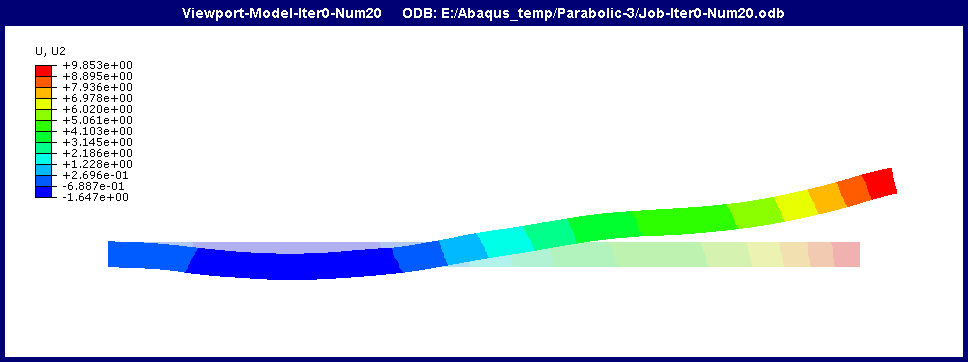 Viewport-Model-Iter0-Num20 ODB: E:/Abaqus_temp/Parabolic-3/Job-Iter0-Num20.odb
U, U2
+9.853e+00
+8.895e+00
+7.936e+00
+6.978e+00
+6.020e+00
+5.061e+00
+4.103e+00
+3.145e+00
+2.186e+00
+1.228e+00
+2.696e-01
-6.887e-01
-1.647e+00